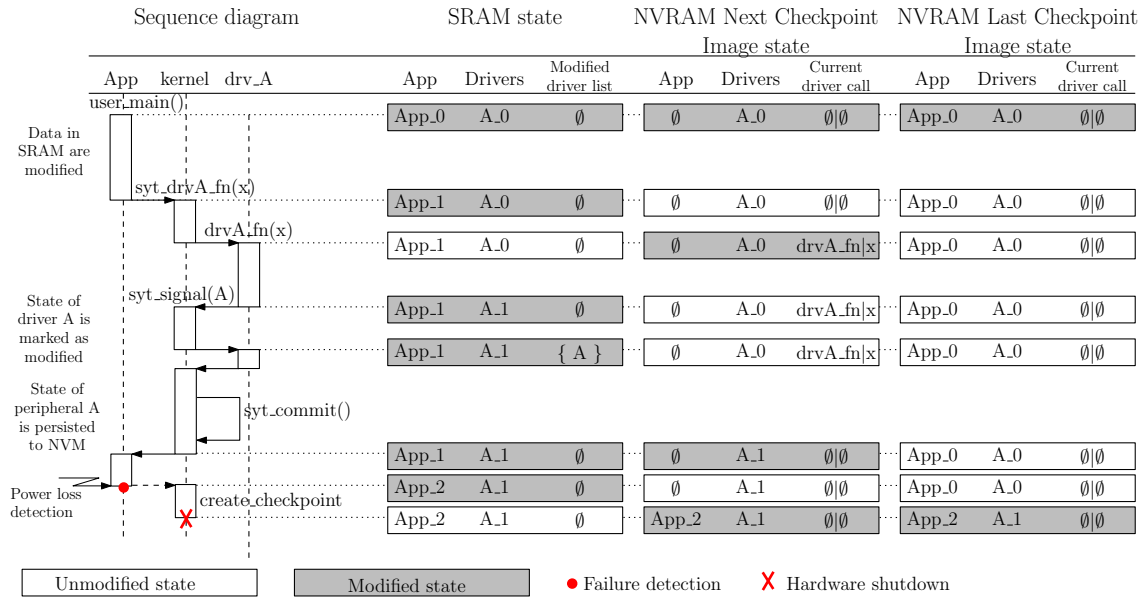 Sequence diagram
SRAM state
NVRAM Next Checkpoint
Image state
NVRAM Last Checkpoint
Image state
App kernel drv_A
App Drivers Modified
driver list
App Drivers Current
driver call
App Drivers Current
driver call
user_main()
App_0 A_0 ∅
∅ A_0 ∅|∅
App_0 A_0 ∅|∅
Data in
SRAM are
modified
syt_drvA_fn(x)
App_1 A_0 ∅
∅ A_0 ∅|∅
App_0 A_0 ∅|∅
drvA_fn(x)
App_1 A_0 ∅
∅ A_0 drvA_fn|x
App_0 A_0 ∅|∅
syt_signal(A)
App_1 A_1 ∅
∅ A_0 drvA_fn|x
App_0 A_0 ∅|∅
State of
driver A is
marked as
modified
App_1 A_1 { A }
∅ A_0 drvA_fn|x
App_0 A_0 ∅|∅
State of
peripheral A
is persisted
to NVM
syt_commit()
App_1 A_1 ∅
∅ A_1 ∅|∅
App_0 A_0 ∅|∅
Power loss
detection
App_2 A_1 ∅
∅ A_1 ∅|∅
App_0 A_0 ∅|∅
create_checkpoint
App_2 A_1 ∅
App_2 A_1 ∅|∅
App_2 A_1 ∅|∅
Unmodified state
Modified state
Failure detection
Hardware shutdown